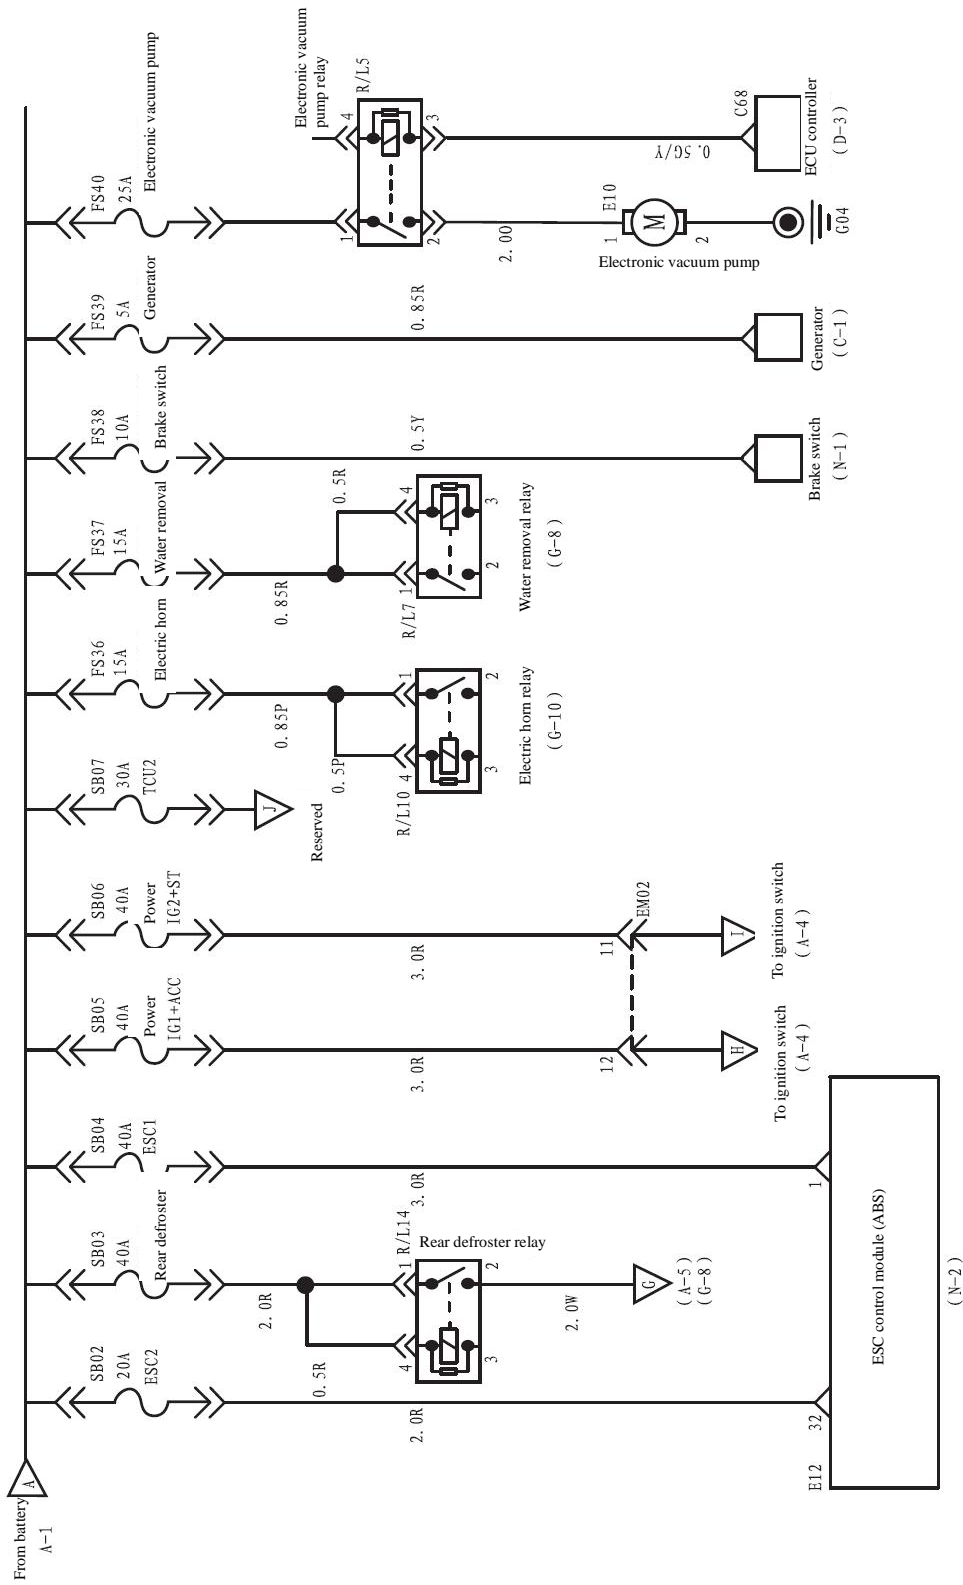 From battery
A-1
A
SB02
20A
ESC2
2.0R
32
E12
SB03
40A
Rear defroster
2.0R
0.5R
1
R/L14
4
Rear defroster relay
2
3
2.0W
G
(A-5)
(G-8)
SB04
40A
ESC1
3.0R
1
ESC control module (ABS)
(N-2)
SB05
40A
Power
IG1+ACC
3.0R
12
H
To ignition switch
(A-4)
SB06
40A
Power
IG2+ST
3.0R
11
EM02
I
To ignition switch
(A-4)
SB07
30A
TCU2
J
Reserved
FS36
15A
Electric horn
0.85P
0.5P
1
R/L10
4
2
3
Electric horn relay
(G-10)
FS37
15A
Water removal
0.85R
0.5R
R/L7
1
4
2
3
Water removal relay
(G-8)
FS38
10A
Brake switch
0.5Y
Brake switch
(N-1)
FS39
5A
Generator
0.85R
Generator
(C-1)
FS40
25A
Electronic vacuum pump
Electronic vacuum
pump relay
R/L5
1
4
2
3
2.0O
1
E10
M
2
Electronic vacuum pump
G04
0.5G/Y
C68
ECU controller
(D-3)